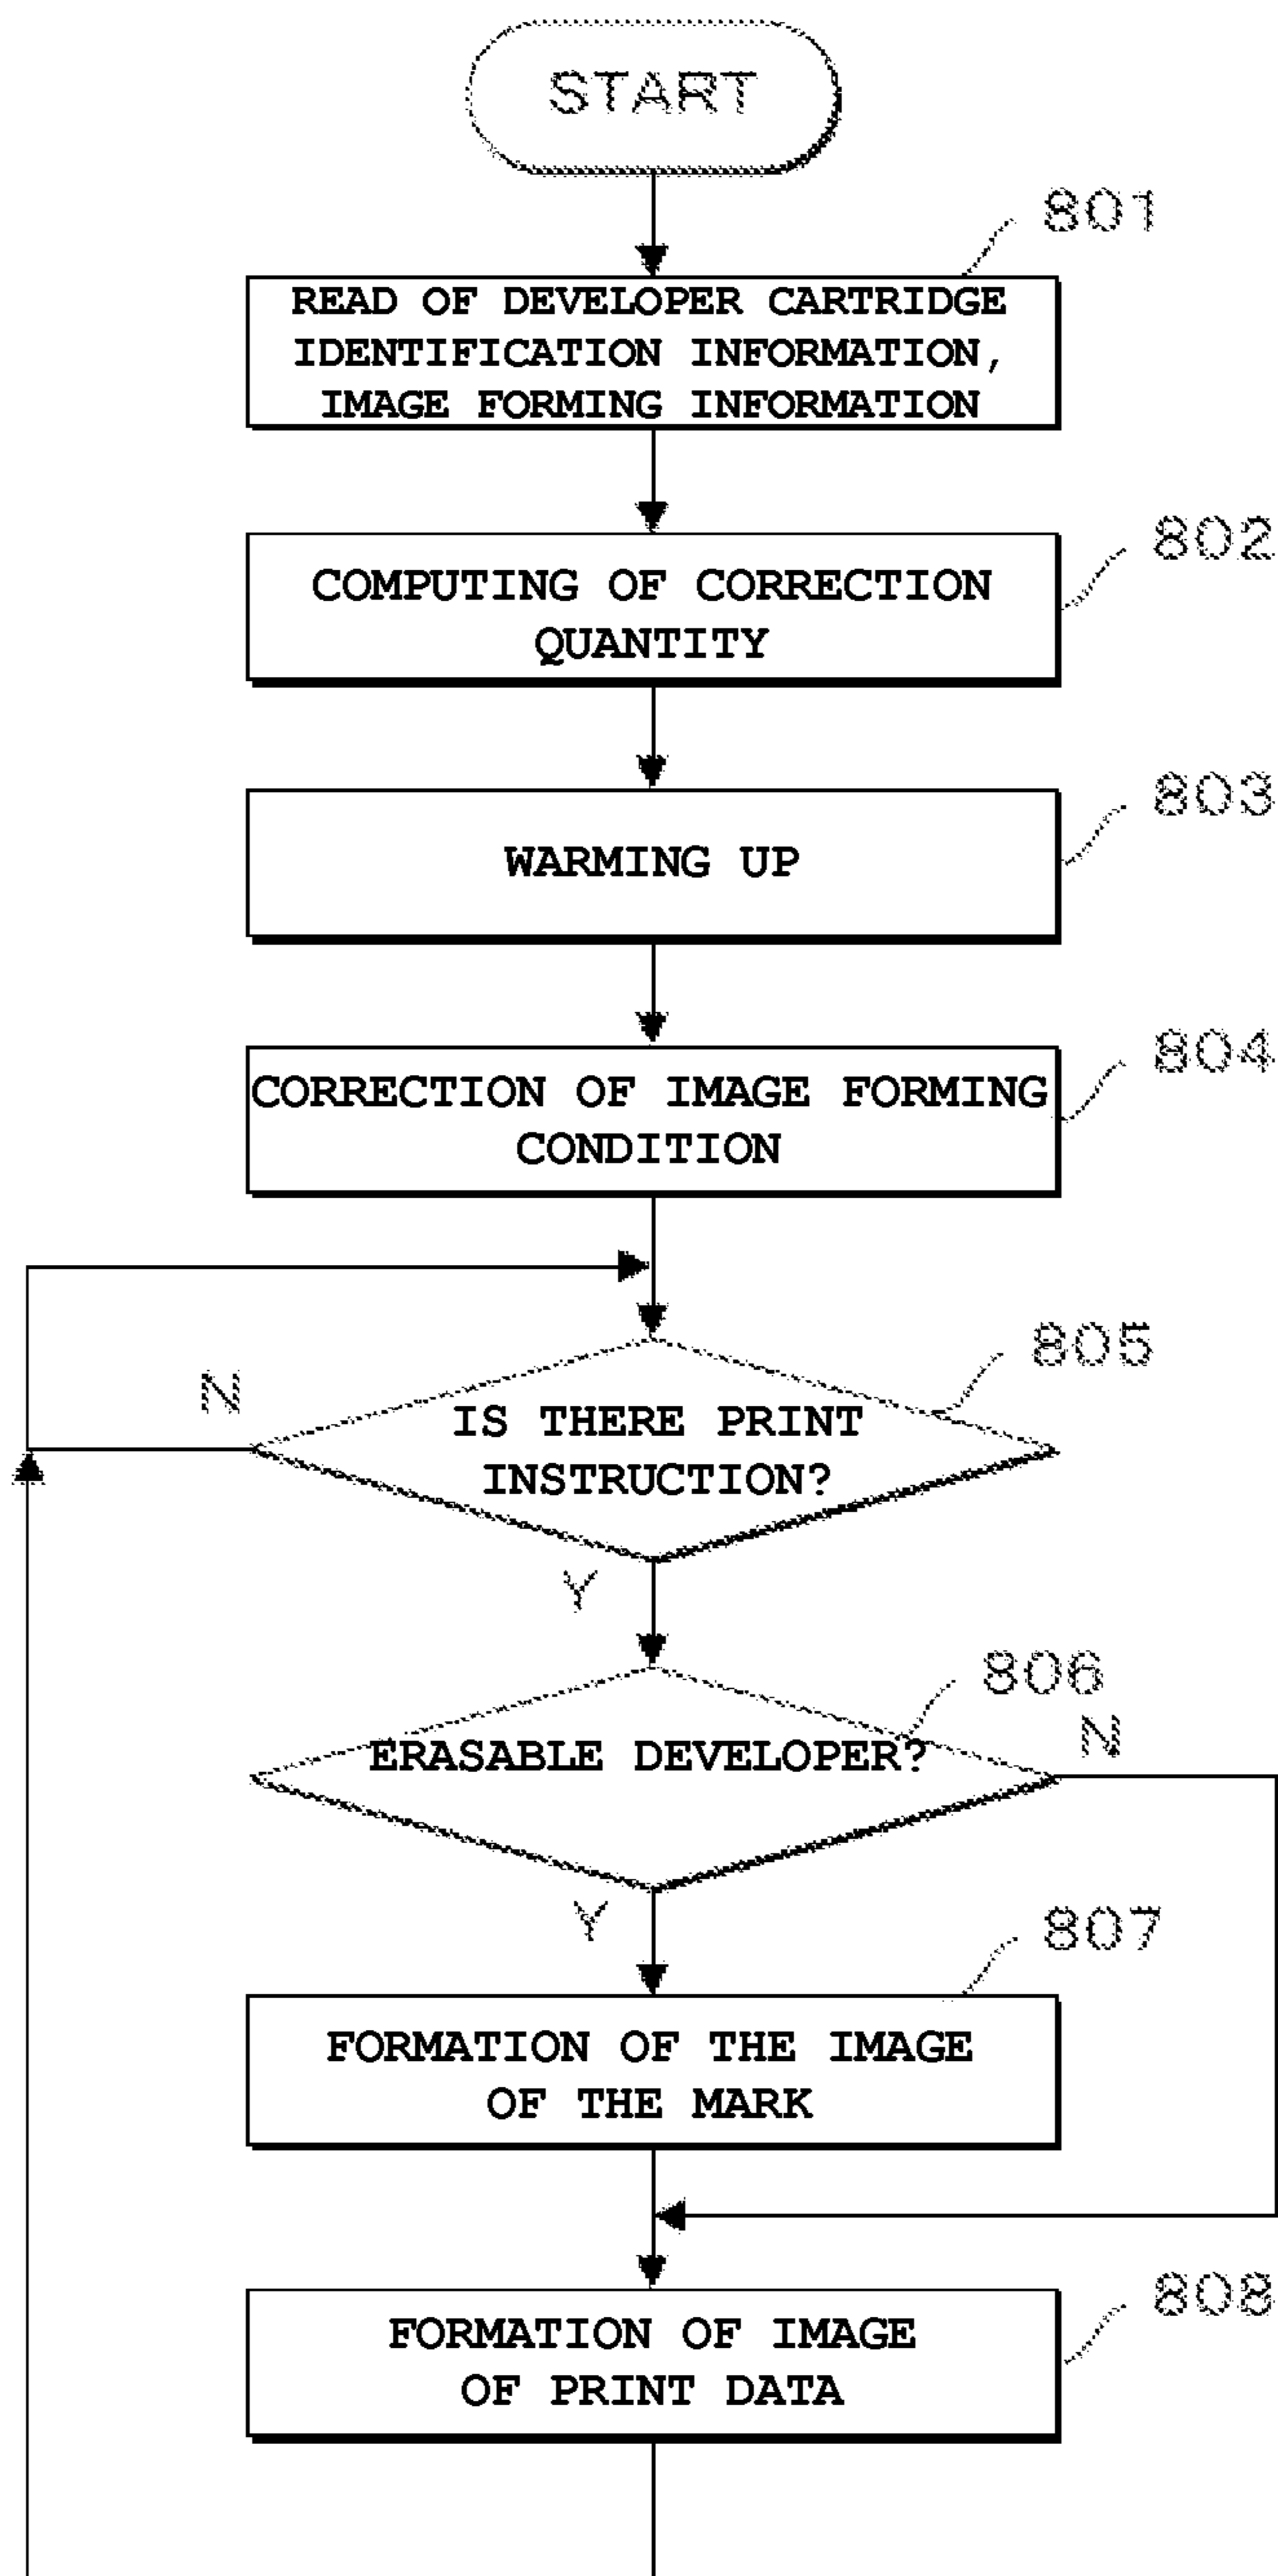 START
801
READ OF DEVELOPER CARTRIDGE
IDENTIFICATION INFORMATION,
IMAGE FORMING INFORMATION
802
COMPUTING OF CORRECTION
QUANTITY
803
WARMING UP
804
CORRECTION OF IMAGE FORMING
CONDITION
805
N
IS THERE PRINT
INSTRUCTION?
Y
806
N
ERASABLE DEVELOPER?
Y
807
FORMATION OF THE IMAGE
OF THE MARK
808
FORMATION OF IMAGE
OF PRINT DATA